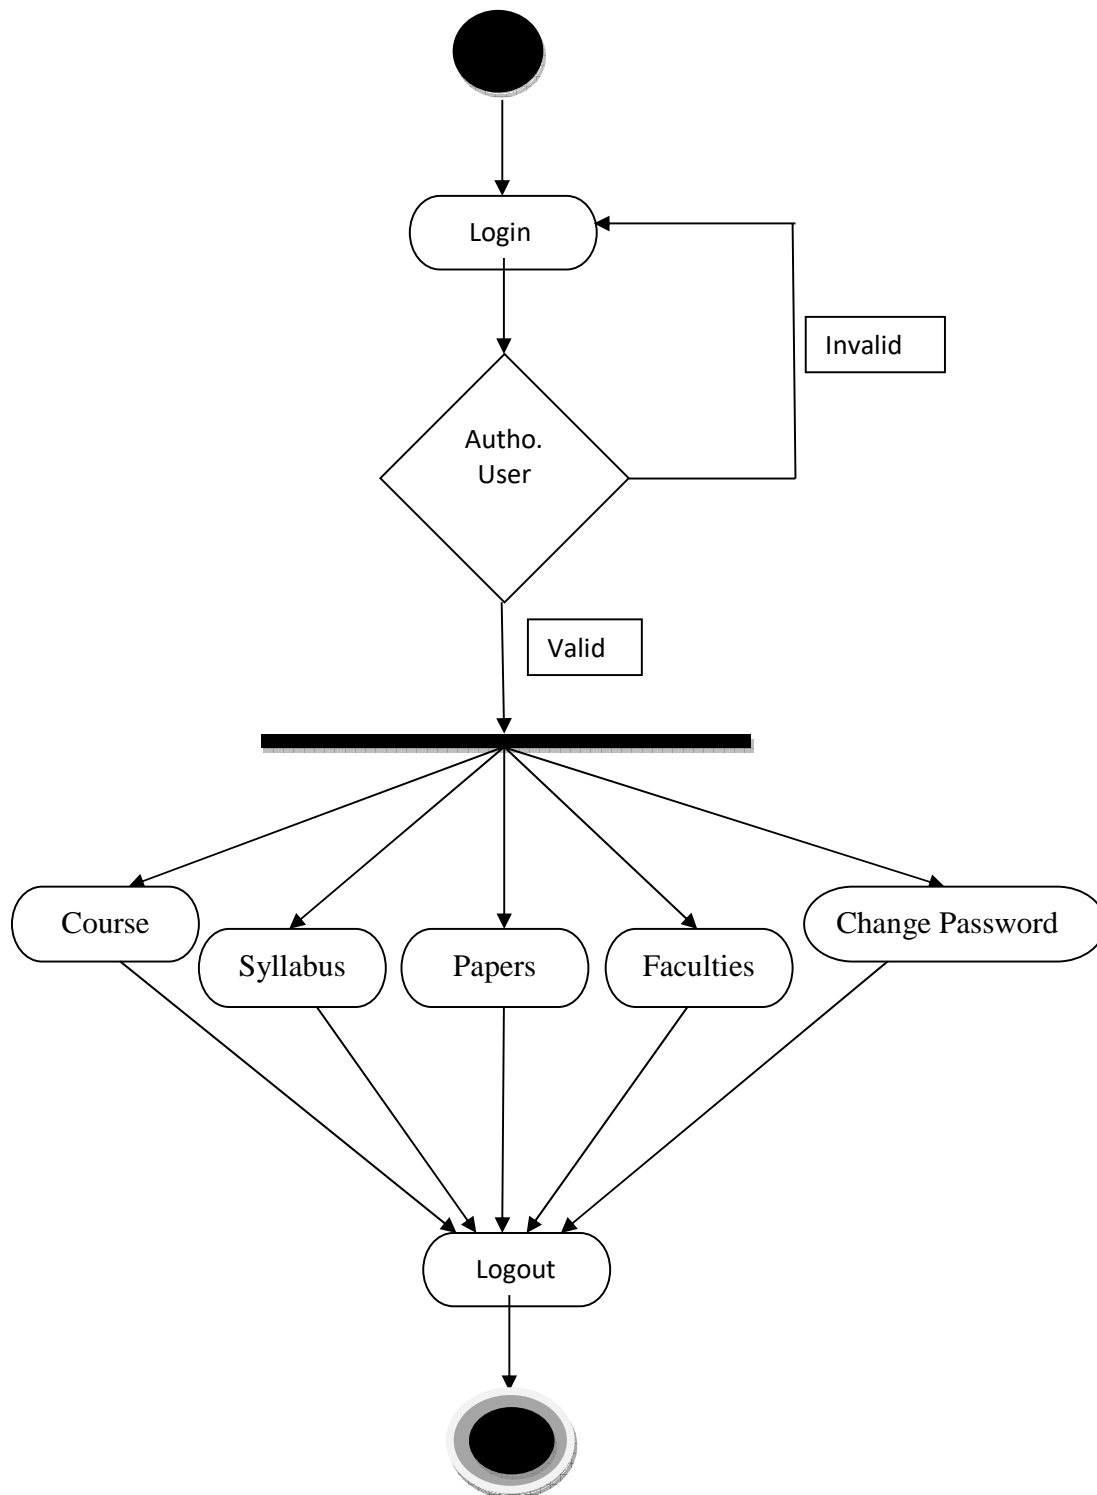 Login
Invalid
Autho.
User
Valid
Course
Syllabus
Papers
Faculties
Change Password
Logout